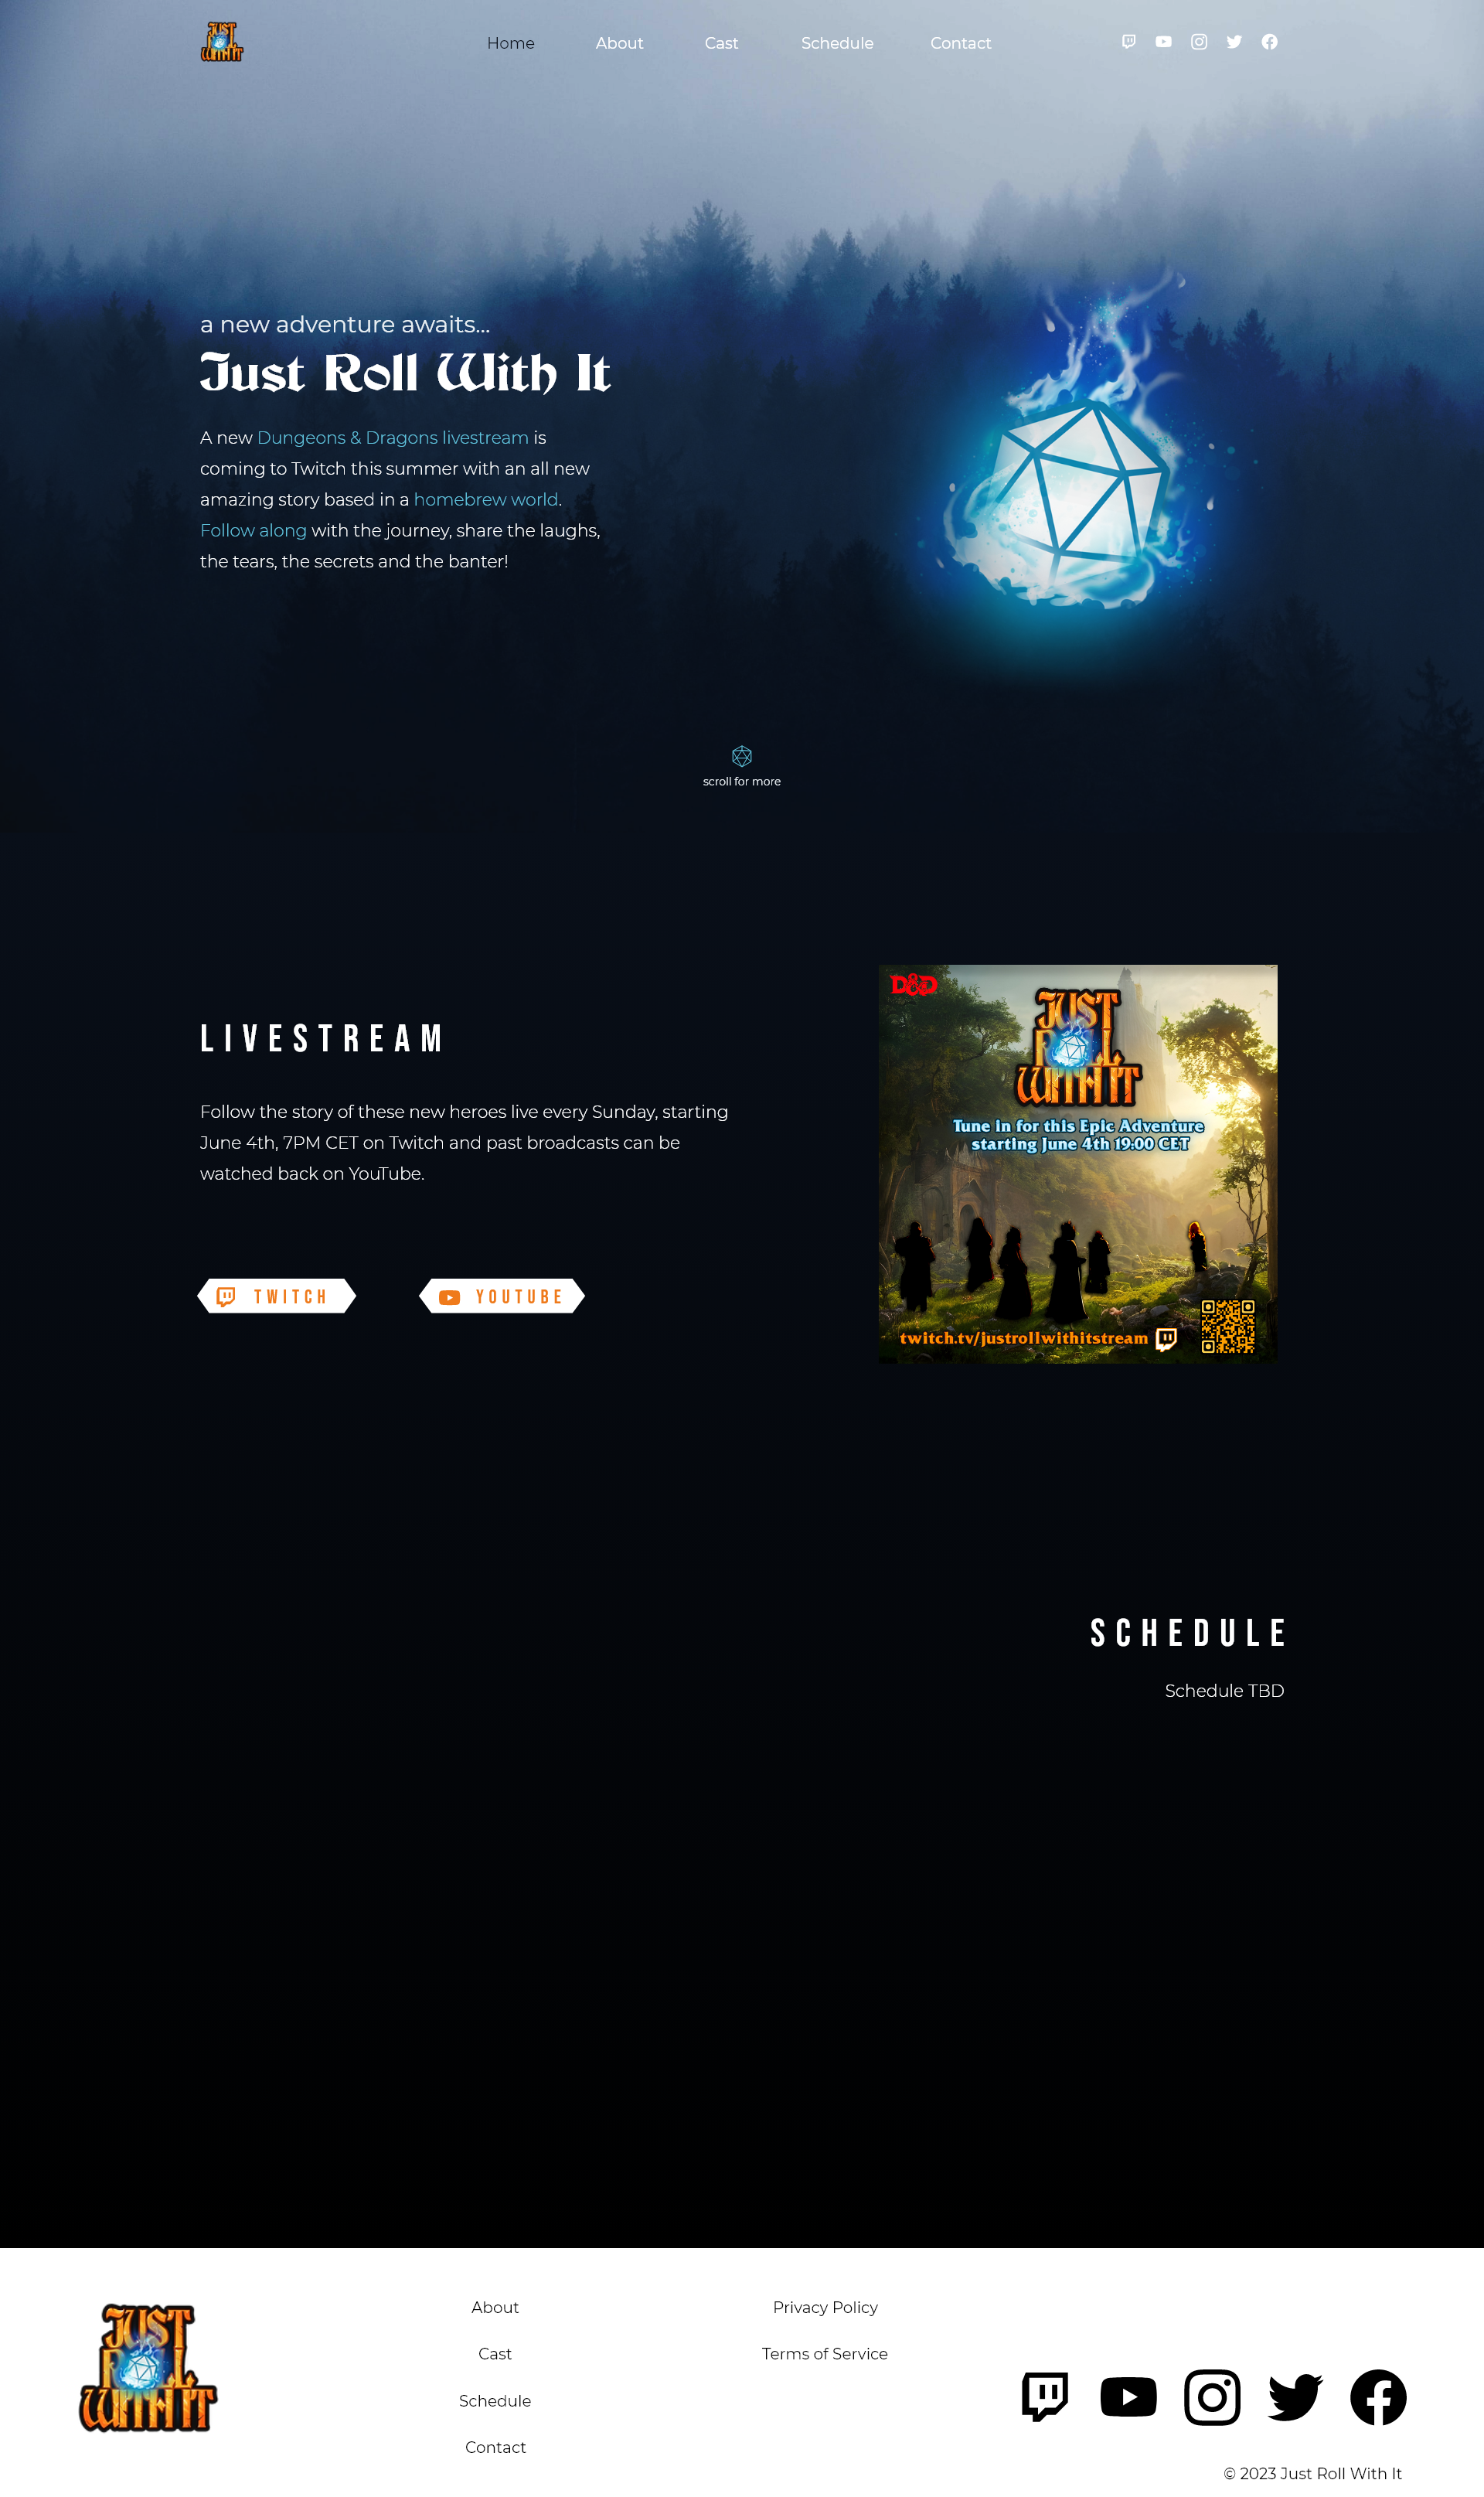 JUST
ROLL
WITH IT
Home
About
Cast
Schedule
Contact
a new adventure awaits...
Just Roll With It
A new Dungeons & Dragons livestream is
coming to Twitch this summer with an all new
amazing story based in a homebrew world.
Follow along with the journey, share the laughs,
the tears, the secrets and the banter!
scroll for more
LIVESTREAM
Follow the story of these new heroes live every Sunday, starting
June 4th, 7PM CET on Twitch and past broadcasts can be
watched back on YouTube.
TWITCH
YOUTUBE
D&D
JUST
ROLL
WITH IT
Tune in for this Epic Adventure
starting June 4th 19:00 CET
twitch.tv/justrollwithitstream
SCHEDULE
Schedule TBD
JUST
ROLL
WITH IT
About
Cast
Schedule
Contact
Privacy Policy
Terms of Service
© 2023 Just Roll With It